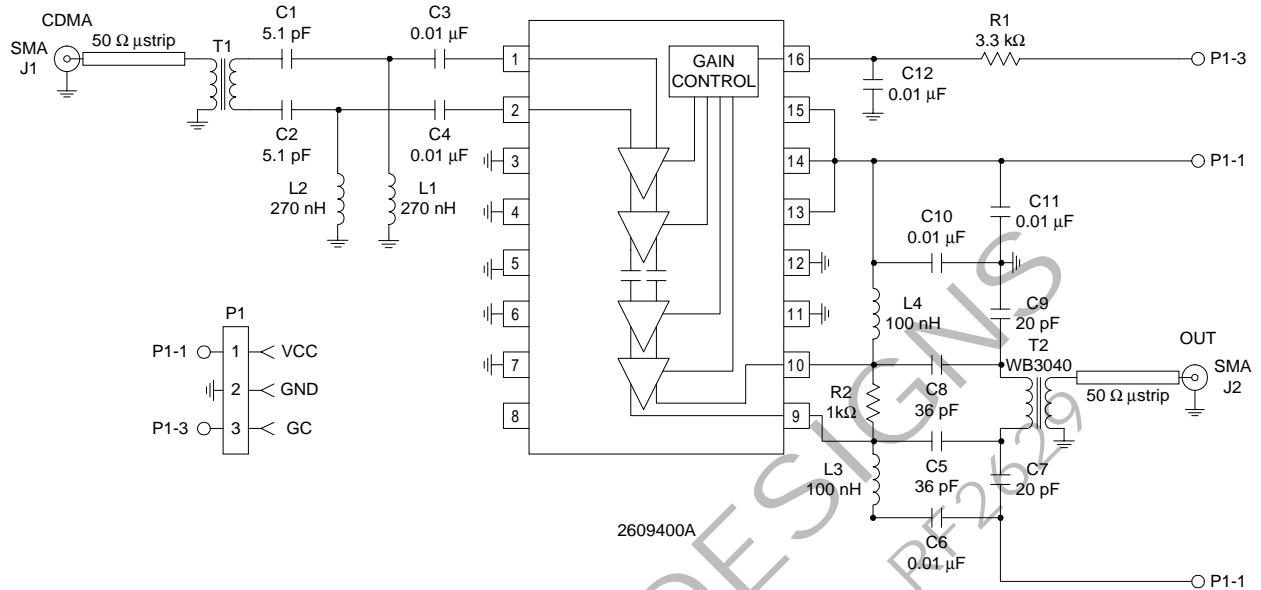 CDMA
SMA
J1
50 Ω µstrip
T1
C1
5.1 pF
C3
0.01 µF
C2
5.1 pF
C4
0.01 µF
L2
270 nH
L1
270 nH
1
2
3
4
5
6
7
8
GAIN
CONTROL
16
15
14
13
12
11
10
9
R1
3.3 kΩ
C12
0.01 µF
P1-3
P1-1
C10
0.01 µF
C11
0.01 µF
L4
100 nH
C9
20 pF
T2
WB3040
OUT
SMA
J2
50 Ω µstrip
R2
1kΩ
C8
36 pF
L3
100 nH
C5
36 pF
C7
20 pF
C6
0.01 µF
P1-1
P1
P1-1
1
VCC
2
GND
P1-3
3
GC
2609400A
DESIGNS
RF2629